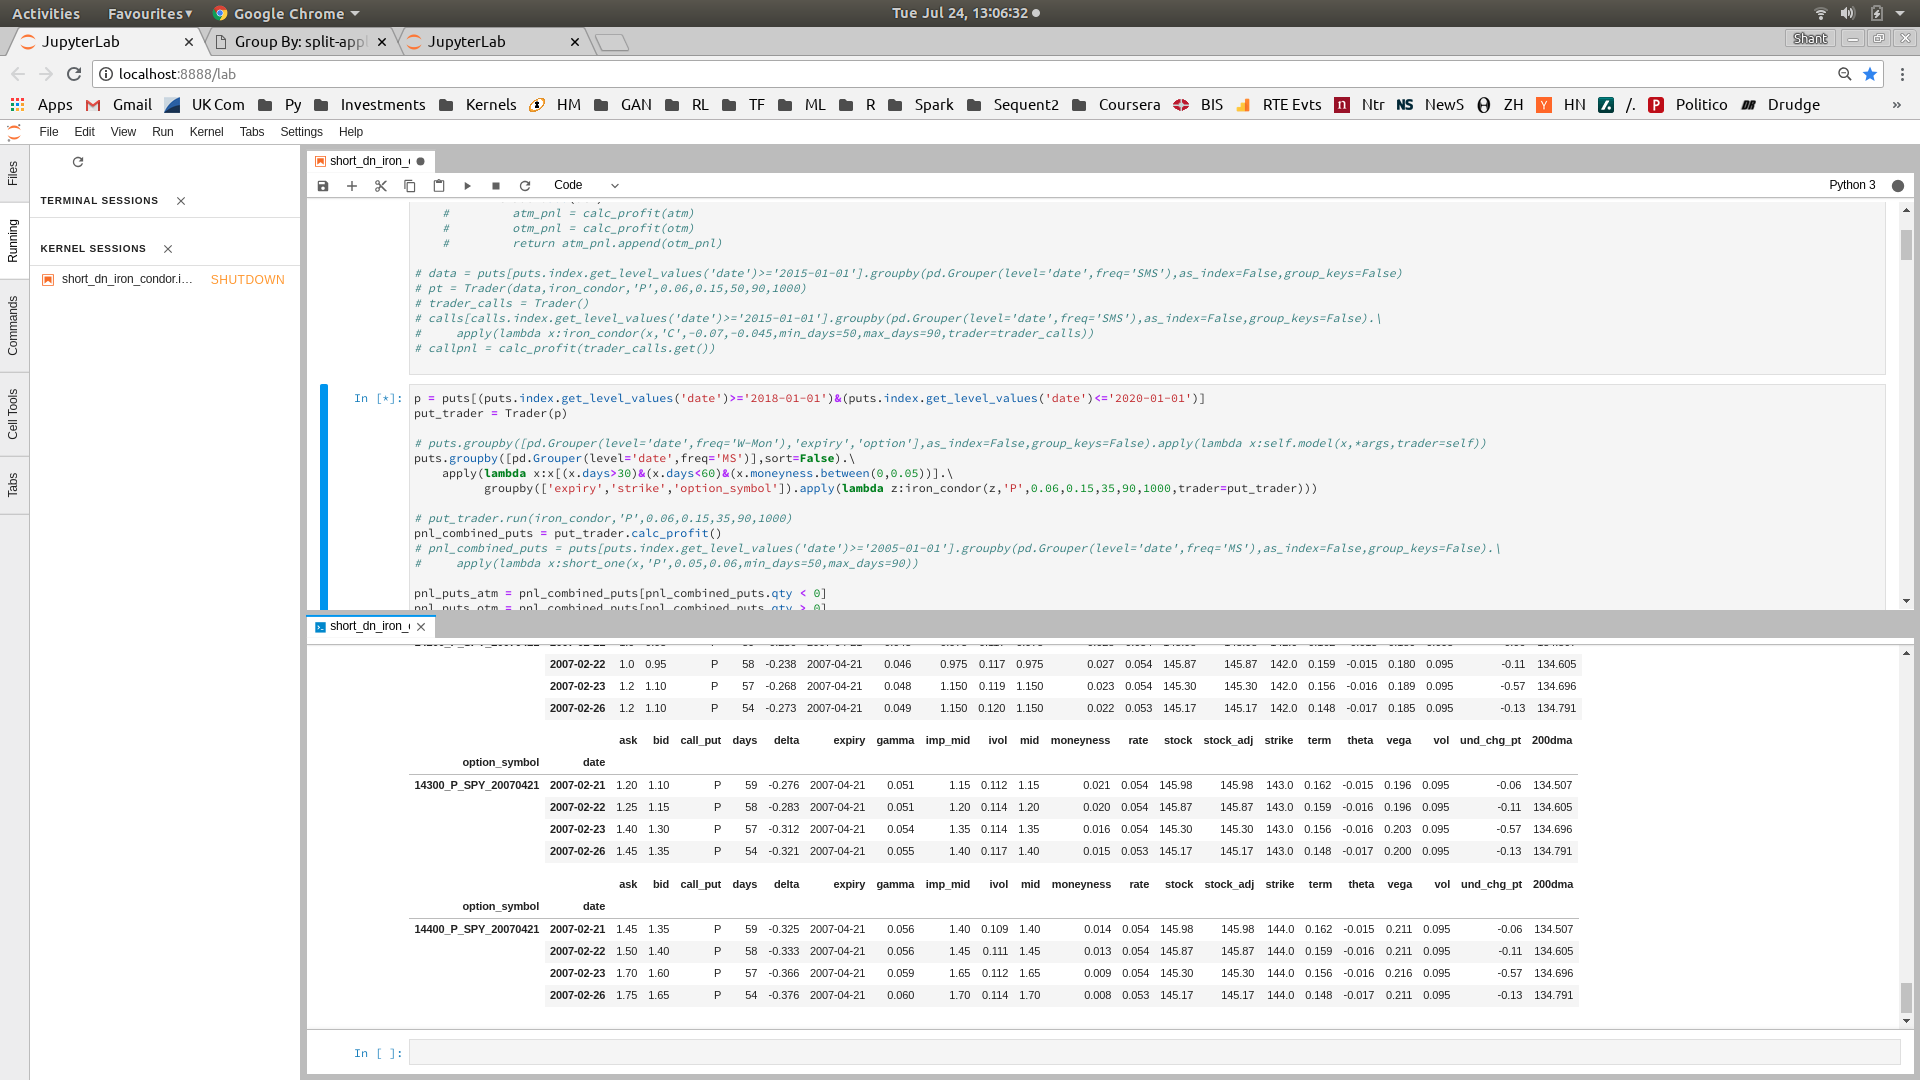 Activities Favourites▾ Google Chrome ▾ Tue Jul 24, 13:06:32
JupyterLab Group By: split-appl JupyterLab Shant
localhost:8888/lab
Apps Gmail UK Com Py Investments Kernels HM GAN RL TF ML R Spark Sequent2 Coursera BIS RTE Evts Ntr NewS ZH HN /. Politico Drudge »
File Edit View Run Kernel Tabs Settings Help
Files
Running
Commands
Cell Tools
Tabs
TERMINAL SESSIONS
KERNEL SESSIONS
short_dn_iron_condor.i... SHUTDOWN
short_dn_iron_c
Code Python 3
#         atm_pnl = calc_profit(atm)
#         otm_pnl = calc_profit(otm)
#         return atm_pnl.append(otm_pnl)
# data = puts[puts.index.get_level_values('date')>='2015-01-01'].groupby(pd.Grouper(level='date',freq='SMS'),as_index=False,group_keys=False)
# pt = Trader(data,iron_condor,'P',0.06,0.15,50,90,1000)
# trader_calls = Trader()
# calls[calls.index.get_level_values('date')>='2015-01-01'].groupby(pd.Grouper(level='date',freq='SMS'),as_index=False,group_keys=False).\
#     apply(lambda x:iron_condor(x,'C',-0.07,-0.045,min_days=50,max_days=90,trader=trader_calls))
# callpnl = calc_profit(trader_calls.get())
In [*]: p = puts[(puts.index.get_level_values('date')>='2018-01-01')&(puts.index.get_level_values('date')<='2020-01-01')]
put_trader = Trader(p)
# puts.groupby([pd.Grouper(level='date',freq='W-Mon'),'expiry','option'],as_index=False,group_keys=False).apply(lambda x:self.model(x,*args,trader=self))
puts.groupby([pd.Grouper(level='date',freq='MS')],sort=False).\
    apply(lambda x:x[(x.days>30)&(x.days<60)&(x.moneyness.between(0,0.05))].\
          groupby(['expiry','strike','option_symbol']).apply(lambda z:iron_condor(z,'P',0.06,0.15,35,90,1000,trader=put_trader)))
# put_trader.run(iron_condor,'P',0.06,0.15,35,90,1000)
pnl_combined_puts = put_trader.calc_profit()
# pnl_combined_puts = puts[puts.index.get_level_values('date')>='2005-01-01'].groupby(pd.Grouper(level='date',freq='MS'),as_index=False,group_keys=False).\
#     apply(lambda x:short_one(x,'P',0.05,0.06,min_days=50,max_days=90))
pnl_puts_atm = pnl_combined_puts[pnl_combined_puts.qty < 0]
pnl_puts_otm = pnl_combined_puts[pnl_combined_puts.qty > 0]
short_dn_iron_c
2007-02-22 1.0 0.95 P 58 -0.238 2007-04-21 0.046 0.975 0.117 0.975 0.027 0.054 145.87 145.87 142.0 0.159 -0.015 0.180 0.095 -0.11 134.605
2007-02-23 1.2 1.10 P 57 -0.268 2007-04-21 0.048 1.150 0.119 1.150 0.023 0.054 145.30 145.30 142.0 0.156 -0.016 0.189 0.095 -0.57 134.696
2007-02-26 1.2 1.10 P 54 -0.273 2007-04-21 0.049 1.150 0.120 1.150 0.022 0.053 145.17 145.17 142.0 0.148 -0.017 0.185 0.095 -0.13 134.791
ask bid call_put days delta expiry gamma imp_mid ivol mid moneyness rate stock stock_adj strike term theta vega vol und_chg_pt 200dma
option_symbol date
14300_P_SPY_20070421 2007-02-21 1.20 1.10 P 59 -0.276 2007-04-21 0.051 1.15 0.112 1.15 0.021 0.054 145.98 145.98 143.0 0.162 -0.015 0.196 0.095 -0.06 134.507
2007-02-22 1.25 1.15 P 58 -0.283 2007-04-21 0.051 1.20 0.114 1.20 0.020 0.054 145.87 145.87 143.0 0.159 -0.016 0.196 0.095 -0.11 134.605
2007-02-23 1.40 1.30 P 57 -0.312 2007-04-21 0.054 1.35 0.114 1.35 0.016 0.054 145.30 145.30 143.0 0.156 -0.016 0.203 0.095 -0.57 134.696
2007-02-26 1.45 1.35 P 54 -0.321 2007-04-21 0.055 1.40 0.117 1.40 0.015 0.053 145.17 145.17 143.0 0.148 -0.017 0.200 0.095 -0.13 134.791
ask bid call_put days delta expiry gamma imp_mid ivol mid moneyness rate stock stock_adj strike term theta vega vol und_chg_pt 200dma
option_symbol date
14400_P_SPY_20070421 2007-02-21 1.45 1.35 P 59 -0.325 2007-04-21 0.056 1.40 0.109 1.40 0.014 0.054 145.98 145.98 144.0 0.162 -0.015 0.211 0.095 -0.06 134.507
2007-02-22 1.50 1.40 P 58 -0.333 2007-04-21 0.056 1.45 0.111 1.45 0.013 0.054 145.87 145.87 144.0 0.159 -0.016 0.211 0.095 -0.11 134.605
2007-02-23 1.70 1.60 P 57 -0.366 2007-04-21 0.059 1.65 0.112 1.65 0.009 0.054 145.30 145.30 144.0 0.156 -0.016 0.216 0.095 -0.57 134.696
2007-02-26 1.75 1.65 P 54 -0.376 2007-04-21 0.060 1.70 0.114 1.70 0.008 0.053 145.17 145.17 144.0 0.148 -0.017 0.211 0.095 -0.13 134.791
In [ ]: